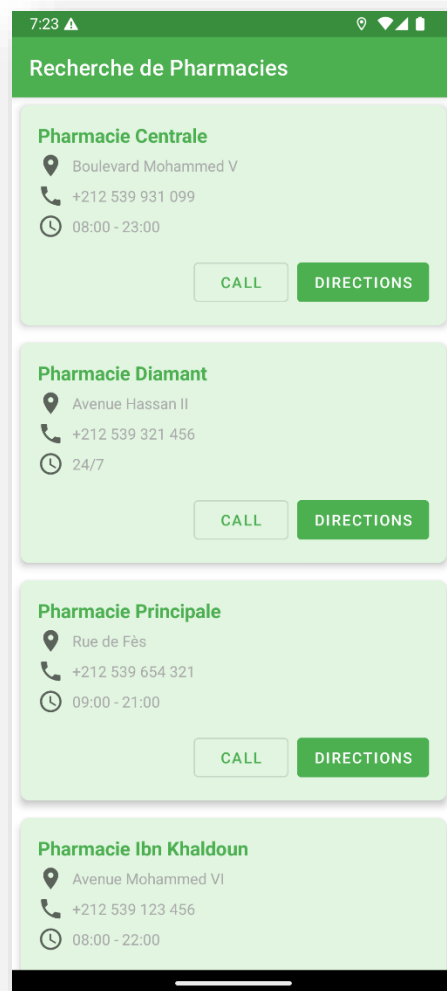 7:23
Recherche de Pharmacies
Pharmacie Centrale
Boulevard Mohammed V
+212 539 931 099
08:00 - 23:00
CALL DIRECTIONS
Pharmacie Diamant
Avenue Hassan II
+212 539 321 456
24/7
CALL DIRECTIONS
Pharmacie Principale
Rue de Fès
+212 539 654 321
09:00 - 21:00
CALL DIRECTIONS
Pharmacie Ibn Khaldoun
Avenue Mohammed VI
+212 539 123 456
08:00 - 22:00